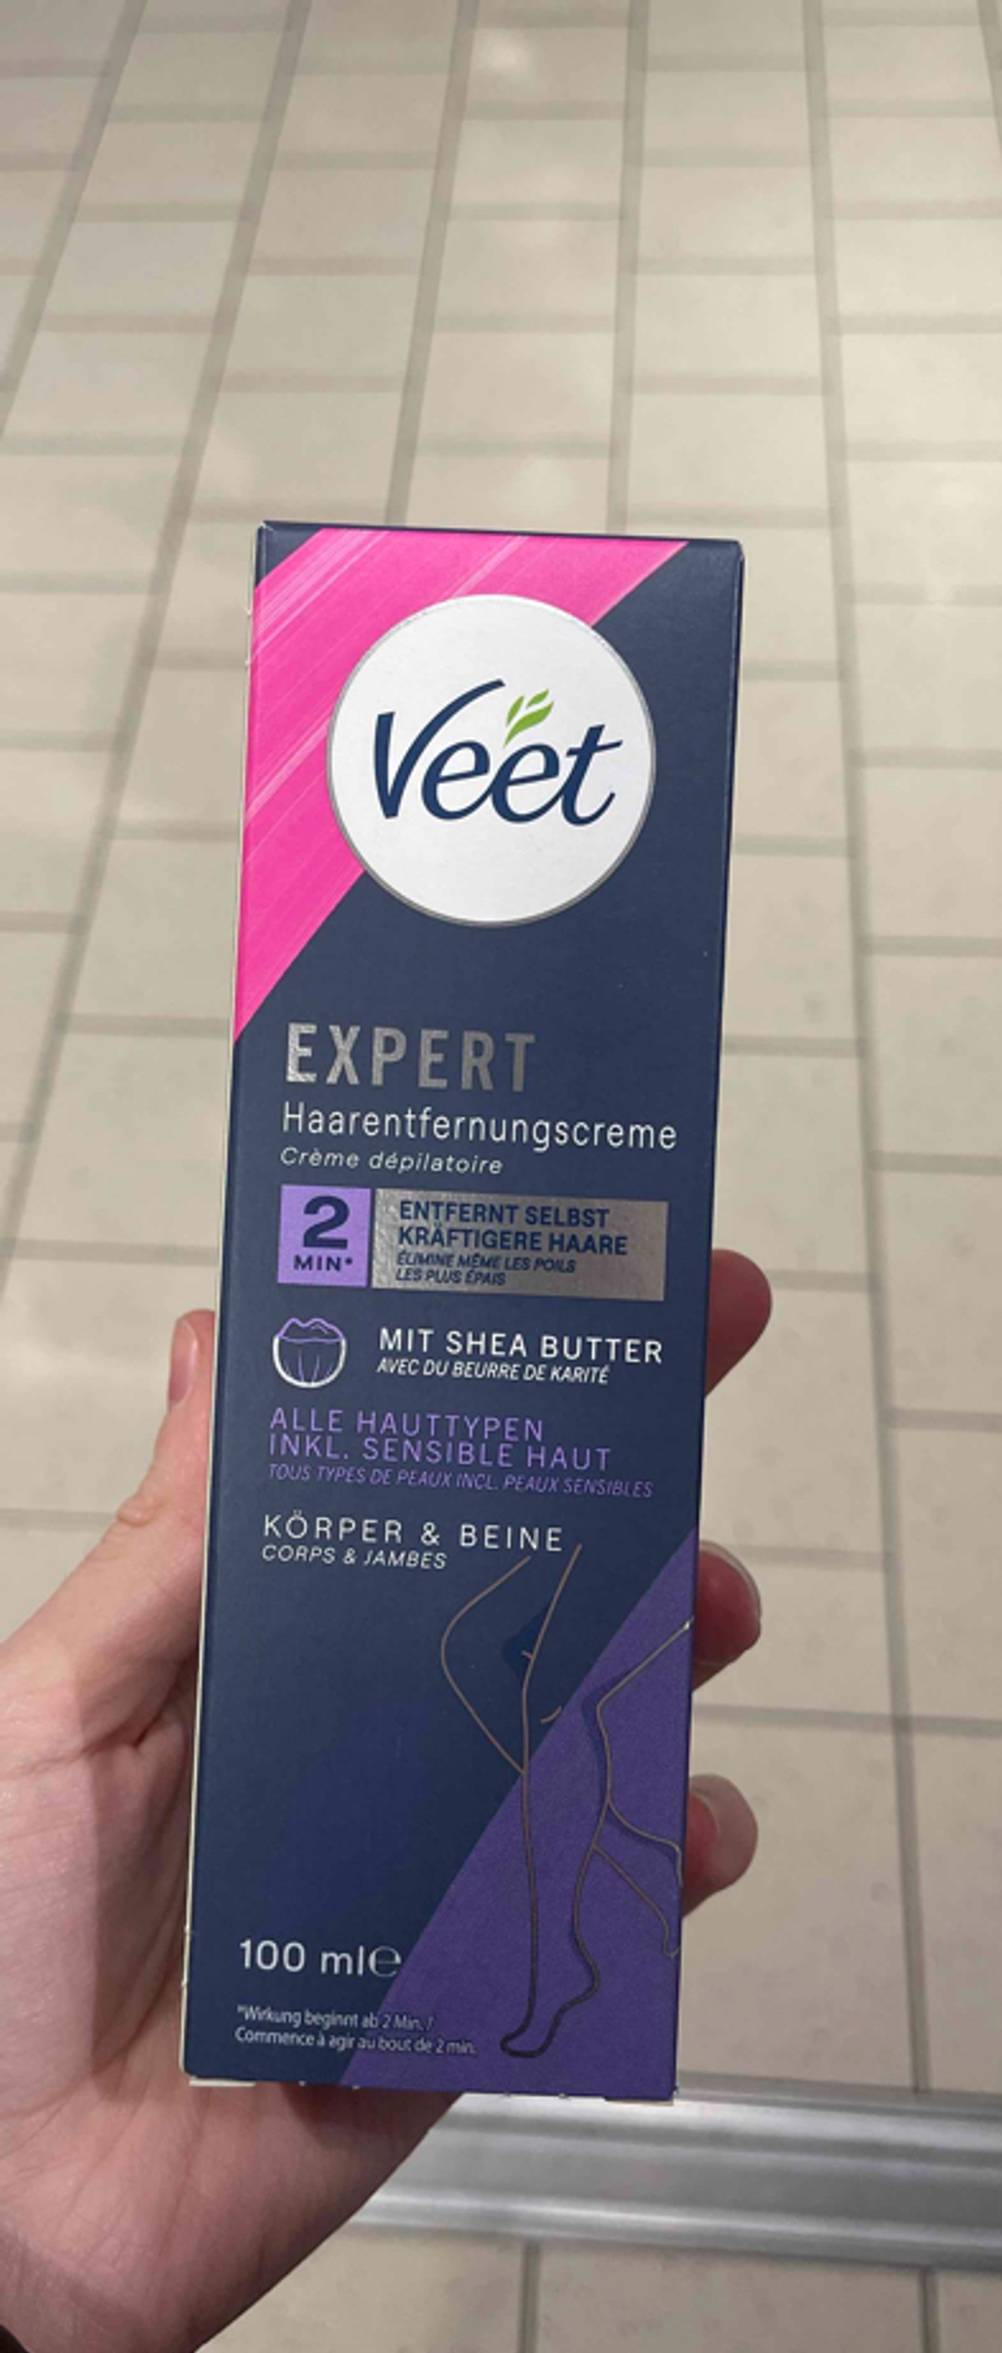 Veet
EXPERT
Haarentfernungscreme
Crème dépilatoire
2
MIN*
ENTFERNT SELBST
KRÄFTIGERE HAARE
ÉLIMINE MÊME LES POILS
LES PLUS ÉPAIS
MIT SHEA BUTTER
AVEC DU BEURRE DE KARITÉ
ALLE HAUTTYPEN
INKL. SENSIBLE HAUT
TOUS TYPES DE PEAUX INCL. PEAUX SENSIBLES
KÖRPER & BEINE
CORPS & JAMBES
100 ml℮
*Wirkung beginnt ab 2 Min. /
Commence à agir au bout de 2 min.